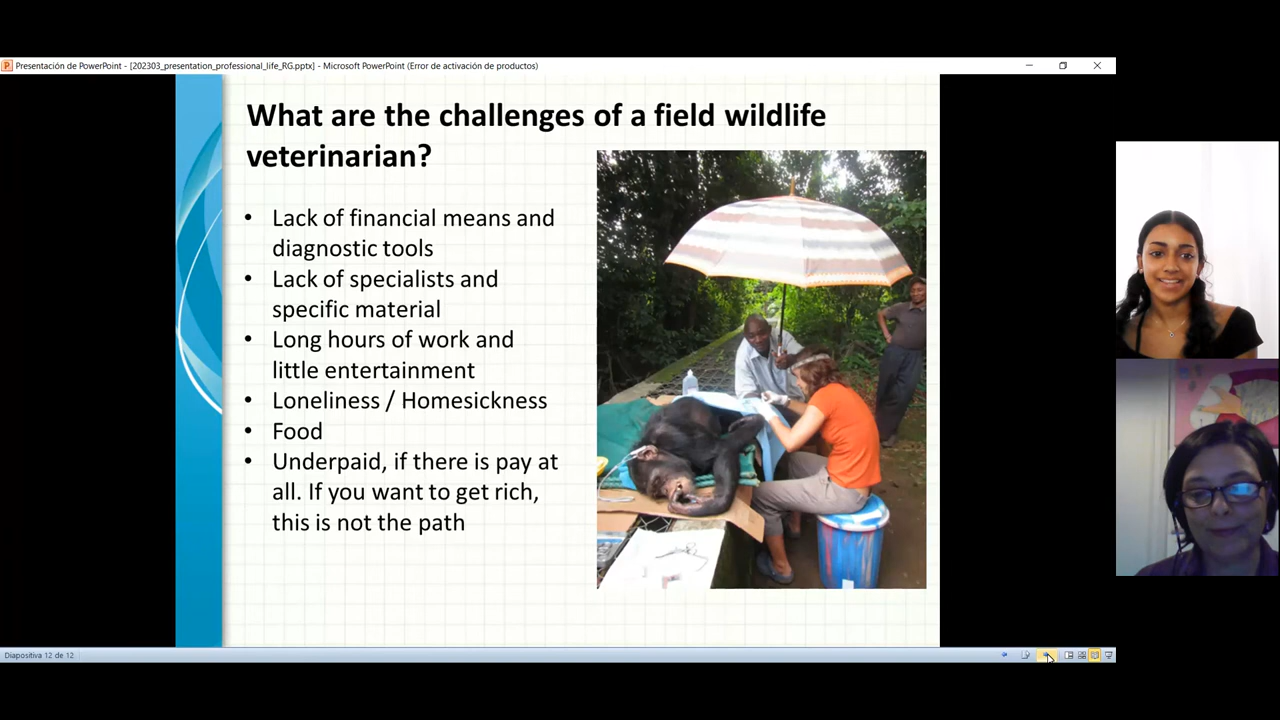 Presentación de PowerPoint - [202303_presentation_professional_life_RG.pptx] - Microsoft PowerPoint (Error de activación de productos)
What are the challenges of a field wildlife
veterinarian?
• Lack of financial means and
diagnostic tools
• Lack of specialists and
specific material
• Long hours of work and
little entertainment
• Loneliness / Homesickness
• Food
• Underpaid, if there is pay at
all. If you want to get rich,
this is not the path
Diapositiva 12 de 12